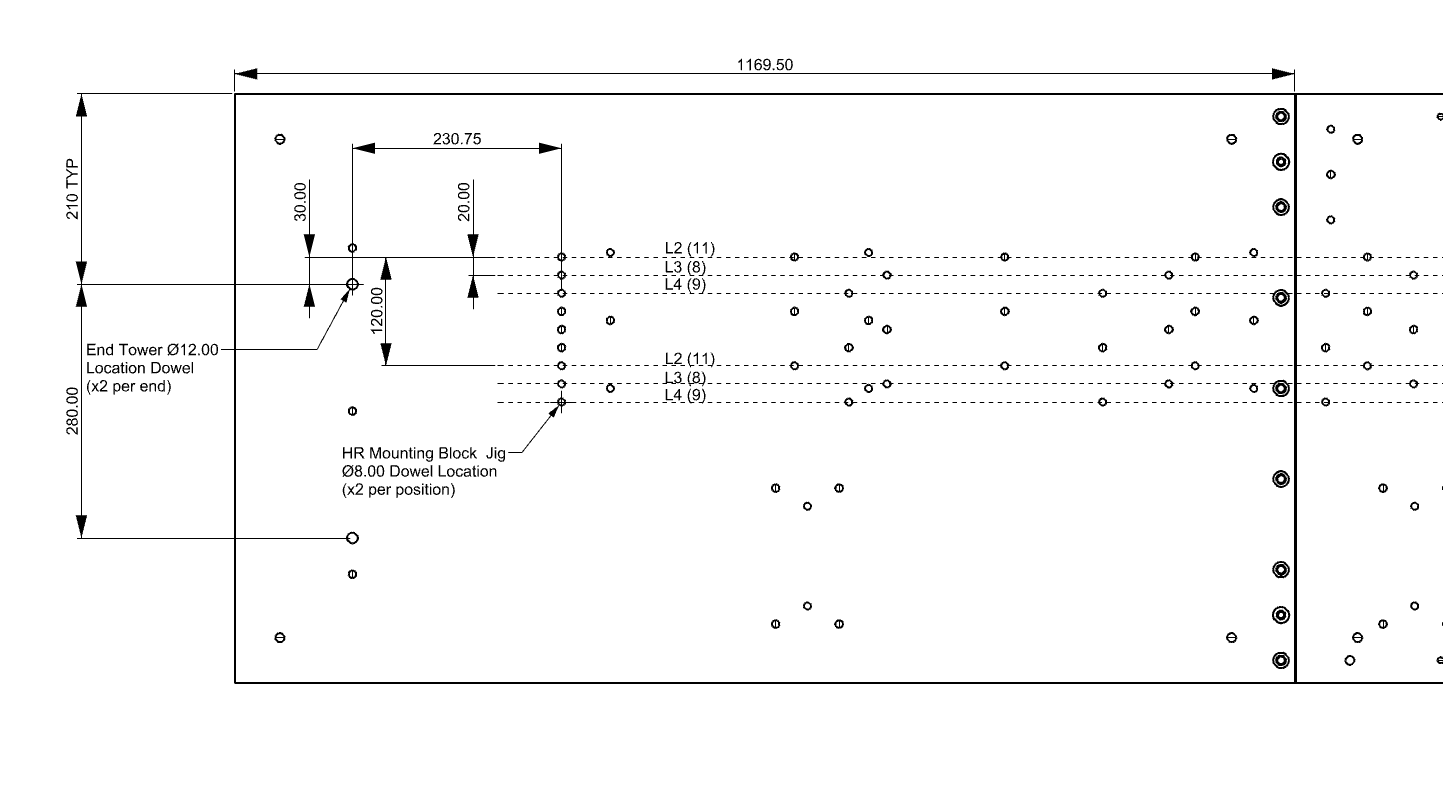 1169.50
230.75
210 TYP
30.00
20.00
L2 (11)
L3 (8)
L4 (9)
120.00
End Tower Ø12.00
Location Dowel
(x2 per end)
L2 (11)
L3 (8)
L4 (9)
280.00
HR Mounting Block  Jig
Ø8.00 Dowel Location
(x2 per position)